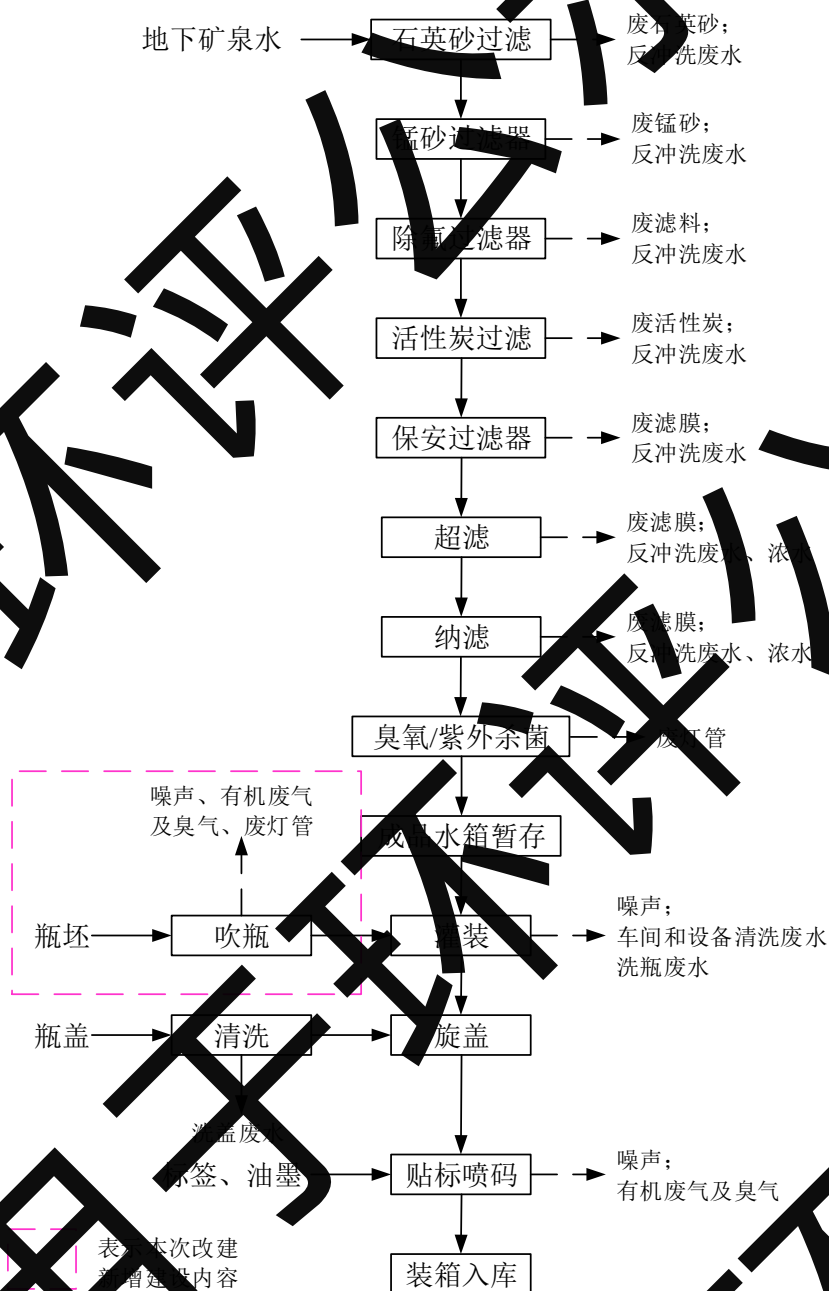 地下矿泉水
石英砂过滤
废石英砂；
反冲洗废水
锰砂过滤器
废锰砂；
反冲洗废水
除氟过滤器
废滤料；
反冲洗废水
活性炭过滤
废活性炭；
反冲洗废水
保安过滤器
废滤膜；
反冲洗废水
超滤
废滤膜；
反冲洗废水、浓水
纳滤
废滤膜；
反冲洗废水、浓水
臭氧/紫外杀菌
废灯管
噪声、有机废气
及臭气、废灯管
成品水箱暂存
瓶坯
吹瓶
灌装
噪声；
车间和设备清洗废水
洗瓶废水
瓶盖
清洗
旋盖
洗盖废水
标签、油墨
贴标喷码
噪声；
有机废气及臭气
表示本次改建
新增建设内容
装箱入库
环评公
用于环评公